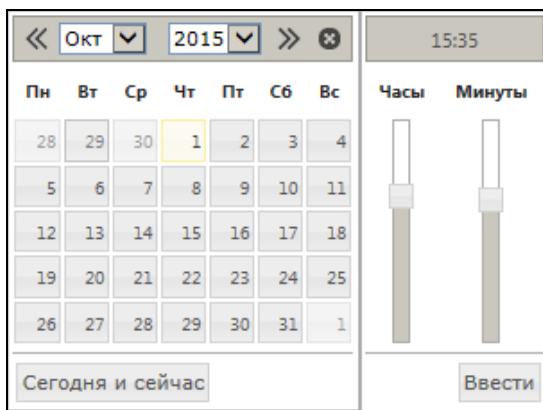 Окт 2015 15:35
Пн Вт Ср Чт Пт Сб Вс Часы Минуты
28 29 30 1 2 3 4
5 6 7 8 9 10 11
12 13 14 15 16 17 18
19 20 21 22 23 24 25
26 27 28 29 30 31 1
Сегодня и сейчас Ввести